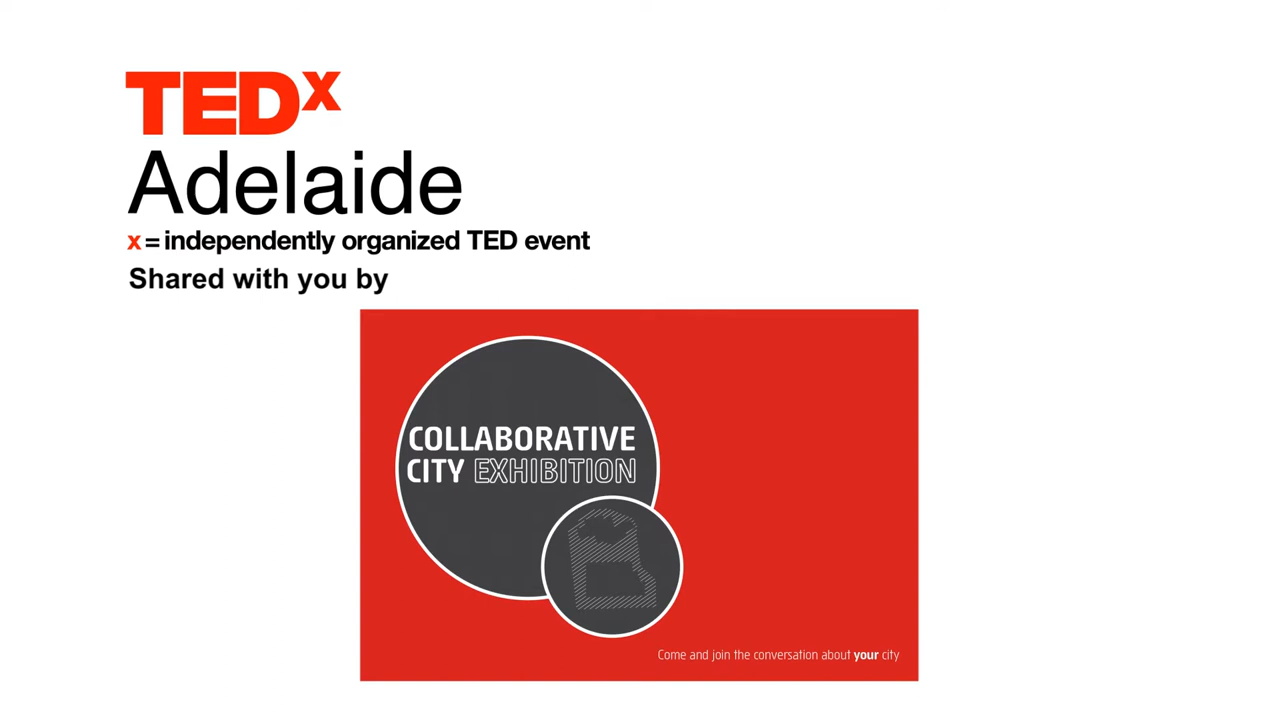 TEDx
Adelaide
x = independently organized TED event
Shared with you by
COLLABORATIVE
CITY EXHIBITION
Come and join the conversation about your city